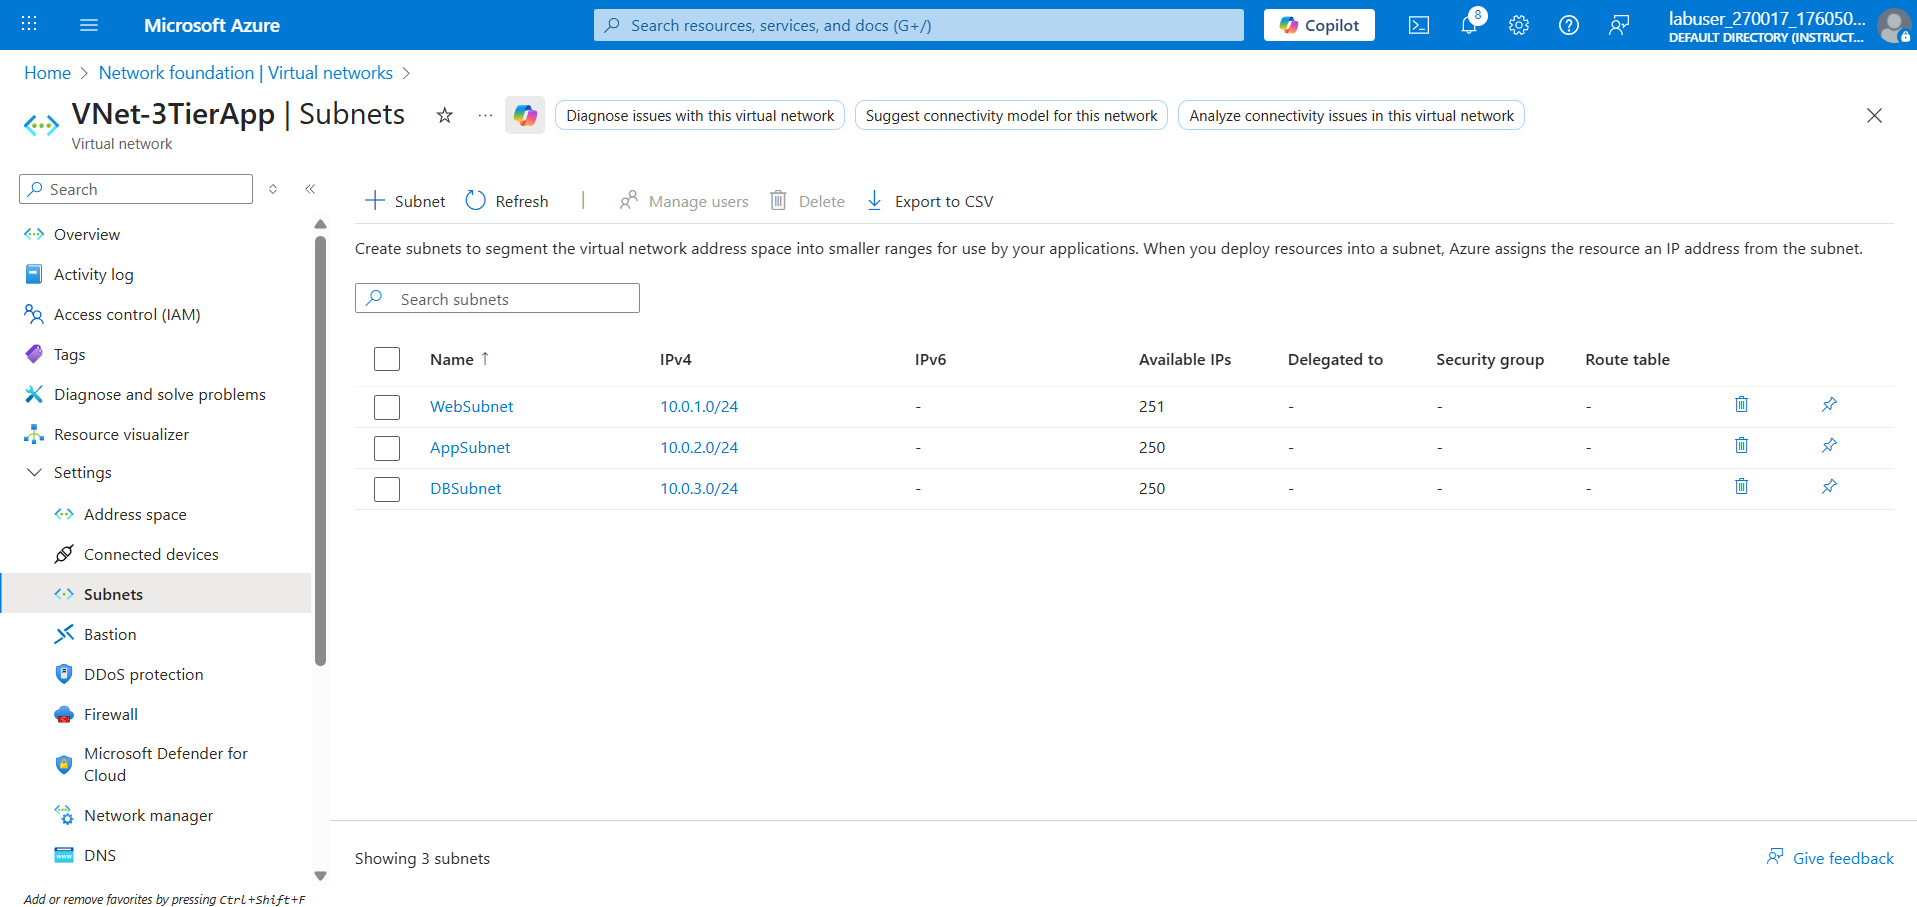 Microsoft Azure
Search resources, services, and docs (G+/)
Copilot
8
labuser_270017_176050...
DEFAULT DIRECTORY (INSTRUCT...
Home > Network foundation | Virtual networks >
VNet-3TierApp | Subnets
Virtual network
Diagnose issues with this virtual network
Suggest connectivity model for this network
Analyze connectivity issues in this virtual network
Search
Overview
Activity log
Access control (IAM)
Tags
Diagnose and solve problems
Resource visualizer
Settings
Address space
Connected devices
Subnets
Bastion
DDoS protection
Firewall
Microsoft Defender for
Cloud
Network manager
DNS
Add or remove favorites by pressing Ctrl+Shift+F
Subnet
Refresh
Manage users
Delete
Export to CSV
Create subnets to segment the virtual network address space into smaller ranges for use by your applications. When you deploy resources into a subnet, Azure assigns the resource an IP address from the subnet.
Search subnets
Name ↑ IPv4 IPv6 Available IPs Delegated to Security group Route table
WebSubnet 10.0.1.0/24 - 251 - - -
AppSubnet 10.0.2.0/24 - 250 - - -
DBSubnet 10.0.3.0/24 - 250 - - -
Showing 3 subnets
Give feedback